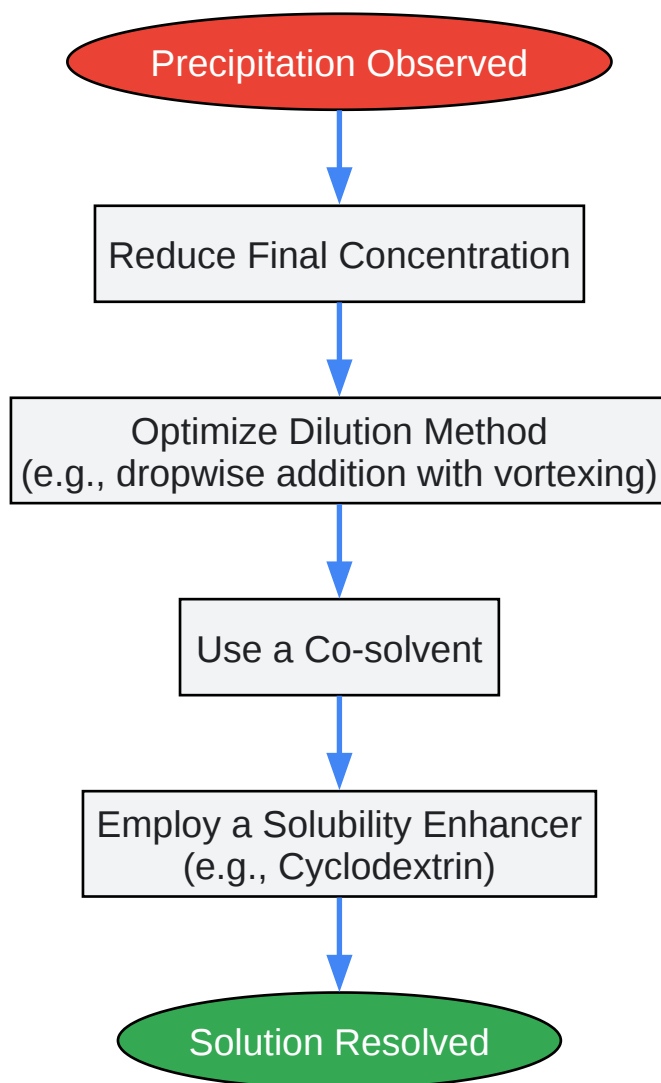 Precipitation Observed
Reduce Final Concentration
Optimize Dilution Method
(e.g., dropwise addition with vortexing)
Use a Co-solvent
Employ a Solubility Enhancer
(e.g., Cyclodextrin)
Solution Resolved